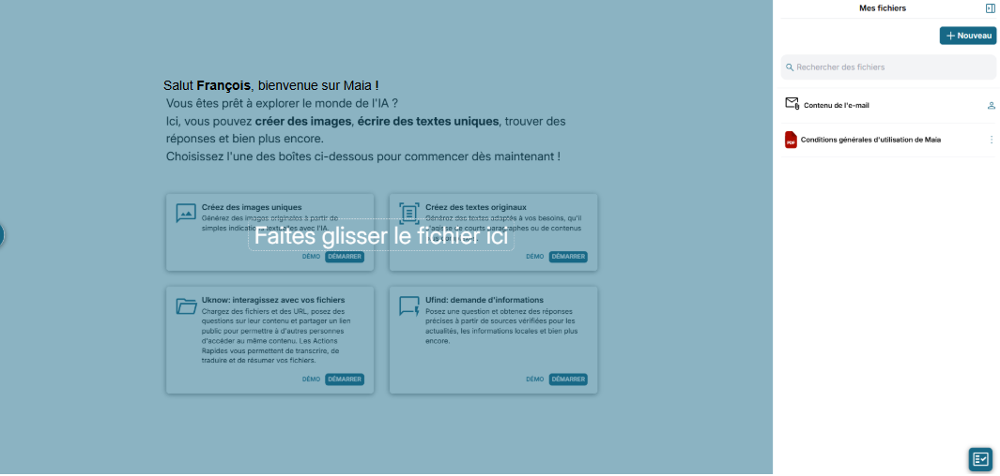 Salut François, bienvenue sur Maia !
Vous êtes prêt à explorer le monde de l'IA ?
Ici, vous pouvez créer des images, écrire des textes uniques, trouver des
réponses et bien plus encore.
Choisissez l'une des boîtes ci-dessous pour commencer dès maintenant !
Créez des images uniques
Générez des images originales à partir de
simples indications textuelles avec l'IA.
DÉMO
DÉMARRER
Créez des textes originaux
Générez des textes adaptés à vos besoins, qu'il
s'agisse de courts paragraphes ou de contenus
DÉMO
DÉMARRER
Faites glisser le fichier ici
Uknow: interagissez avec vos fichiers
Chargez des fichiers et des URL, posez des
questions sur leur contenu et partager un lien
public pour permettre à d'autres personnes
d'accéder au même contenu. Les Actions
Rapides vous permettent de transcrire, de
traduire et de résumer vos fichiers.
DÉMO
DÉMARRER
Ufind: demande d'informations
Posez une question et obtenez des réponses
précises à partir de sources vérifiées pour les
actualités, les informations locales et bien plus
encore.
DÉMO
DÉMARRER
Mes fichiers
+ Nouveau
Rechercher des fichiers
Contenu de l'e-mail
PDF
Conditions générales d'utilisation de Maia